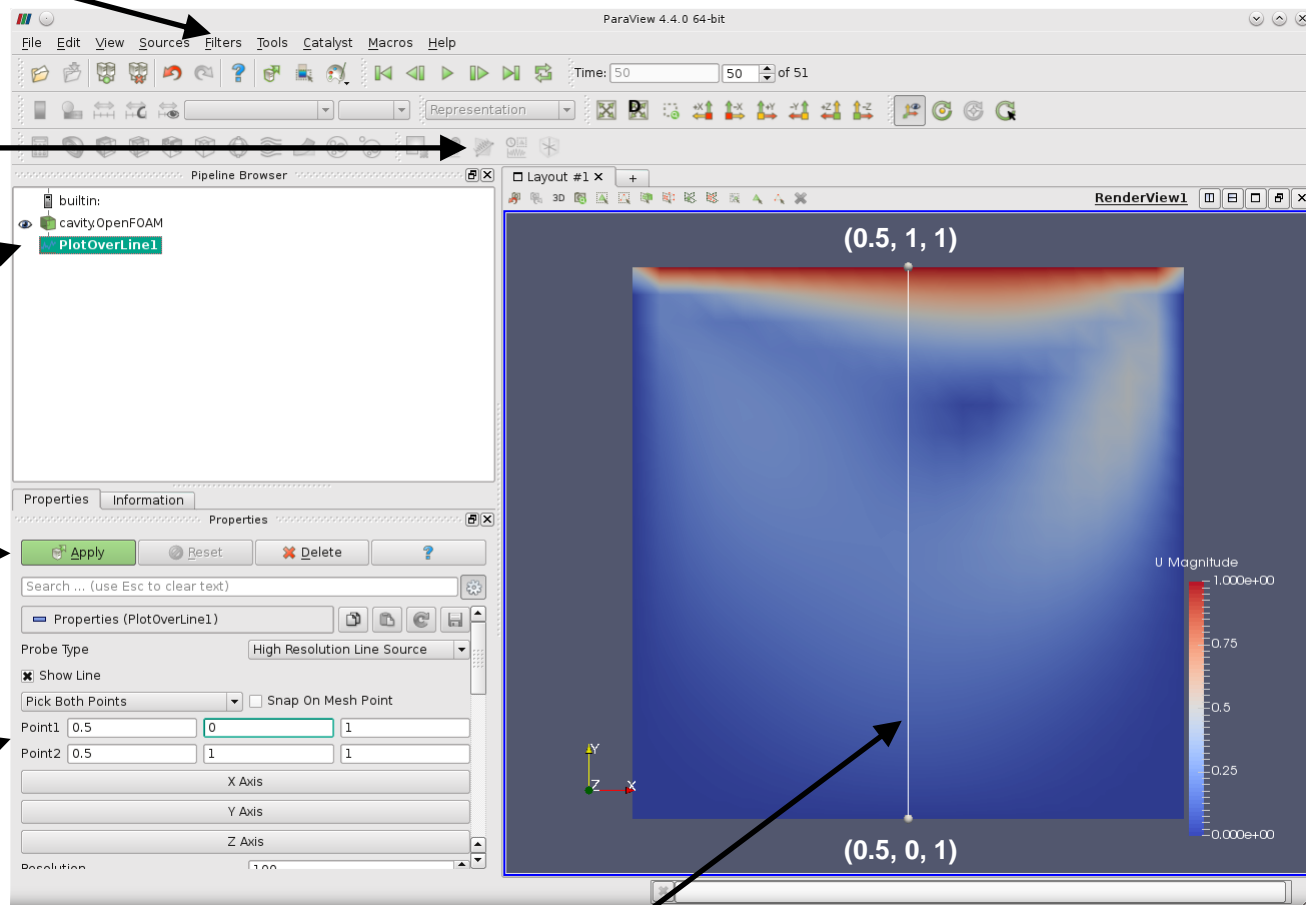 ParaView 4.4.0 64-bit
File Edit View Sources Filters Tools Catalyst Macros Help
Time: 50 50 of 51
Representation
Pipeline Browser
builtin:
cavity.OpenFOAM
PlotOverLine1
Properties Information
Properties
Apply Reset Delete ?
Search ... (use Esc to clear text)
Properties (PlotOverLine1)
Probe Type High Resolution Line Source
Show Line
Pick Both Points Snap On Mesh Point
Point1 0.5 0 1
Point2 0.5 1 1
X Axis
Y Axis
Z Axis
Resolution 100
Layout #1 × +
3D RenderView1
(0.5, 1, 1)
U Magnitude
1.000e+00
0.75
0.5
0.25
0.000e+00
Y
Z X
(0.5, 0, 1)